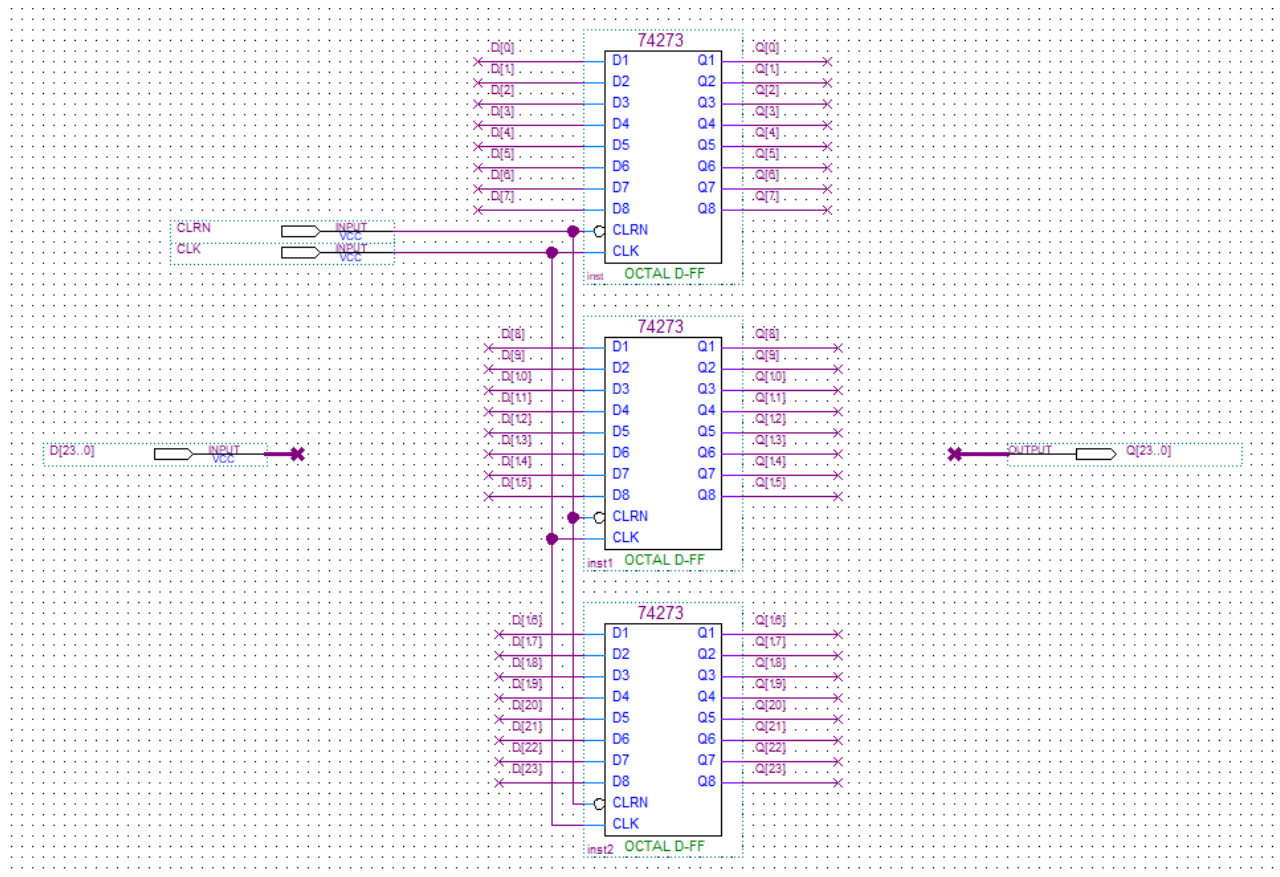 74273
D[0] D1 Q1 Q[0]
D[1] D2 Q2 Q[1]
D[2] D3 Q3 Q[2]
D[3] D4 Q4 Q[3]
D[4] D5 Q5 Q[4]
D[5] D6 Q6 Q[5]
D[6] D7 Q7 Q[6]
D[7] D8 Q8 Q[7]
CLRN INPUT VCC CLRN
CLK INPUT VCC CLK
inst OCTAL D-FF
74273
D[8] D1 Q1 Q[8]
D[9] D2 Q2 Q[9]
D[10] D3 Q3 Q[10]
D[11] D4 Q4 Q[11]
D[12] D5 Q5 Q[12]
D[23..0] INPUT VCC D[13] D6 Q6 Q[13] OUTPUT Q[23..0]
D[14] D7 Q7 Q[14]
D[15] D8 Q8 Q[15]
CLRN
CLK
inst1 OCTAL D-FF
74273
D[16] D1 Q1 Q[16]
D[17] D2 Q2 Q[17]
D[18] D3 Q3 Q[18]
D[19] D4 Q4 Q[19]
D[20] D5 Q5 Q[20]
D[21] D6 Q6 Q[21]
D[22] D7 Q7 Q[22]
D[23] D8 Q8 Q[23]
CLRN
CLK
inst2 OCTAL D-FF